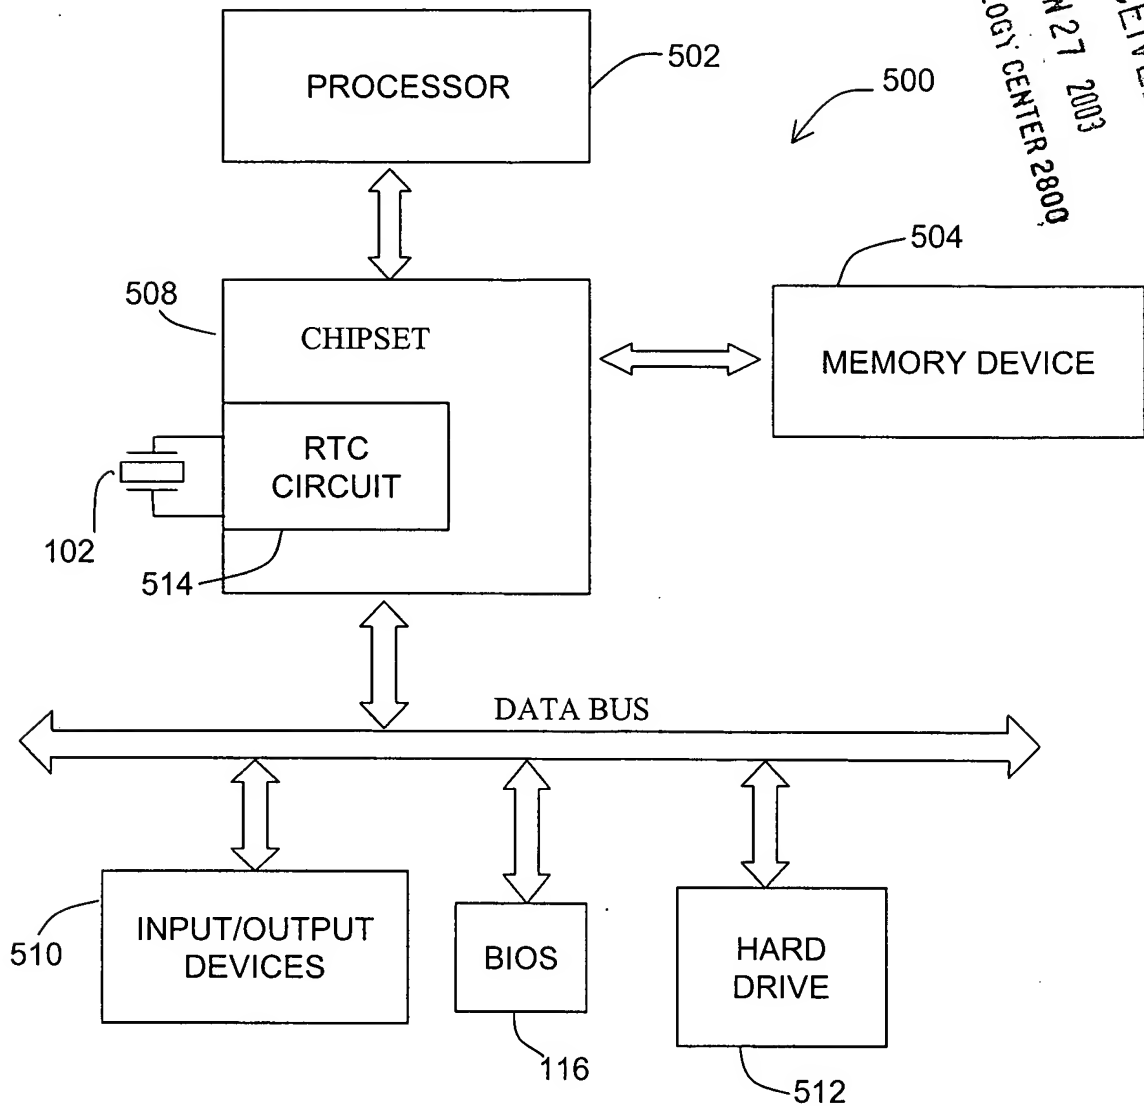 PROCESSOR
502
500
N 27 2003
LOGY CENTER 2800
504
508
CHIPSET
MEMORY DEVICE
RTC
CIRCUIT
102
514
DATA BUS
INPUT/OUTPUT
DEVICES
510
BIOS
HARD
DRIVE
116
512